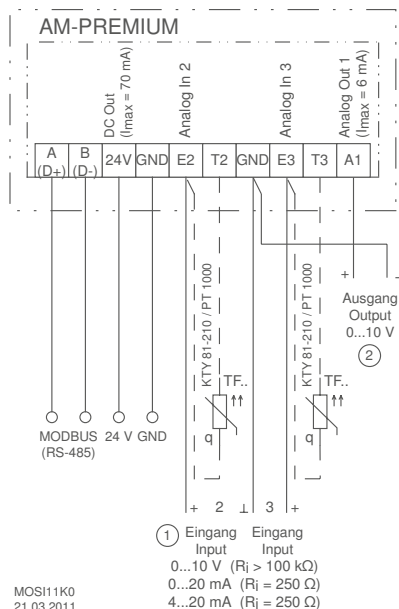 AM-PREMIUM
DC Out
(Imax = 70 mA)
Analog In 2
Analog In 3
Analog Out 1
(Imax = 6 mA)
A
(D+)
B
(D-)
24V
GND
E2
T2
GND
E3
T3
A1
+
-
Ausgang
Output
0...10 V
2
KTY 81-210 / PT 1000
KTY 81-210 / PT 1000
TF..
TF..
q
q
MODBUS
(RS-485)
24 V
GND
+ 2 ⊥ 3 +
1 Eingang Eingang
Input Input
0...10 V (Ri > 100 kΩ)
0...20 mA (Ri = 250 Ω)
4...20 mA (Ri = 250 Ω)
MOSI11K0
21.03.2011